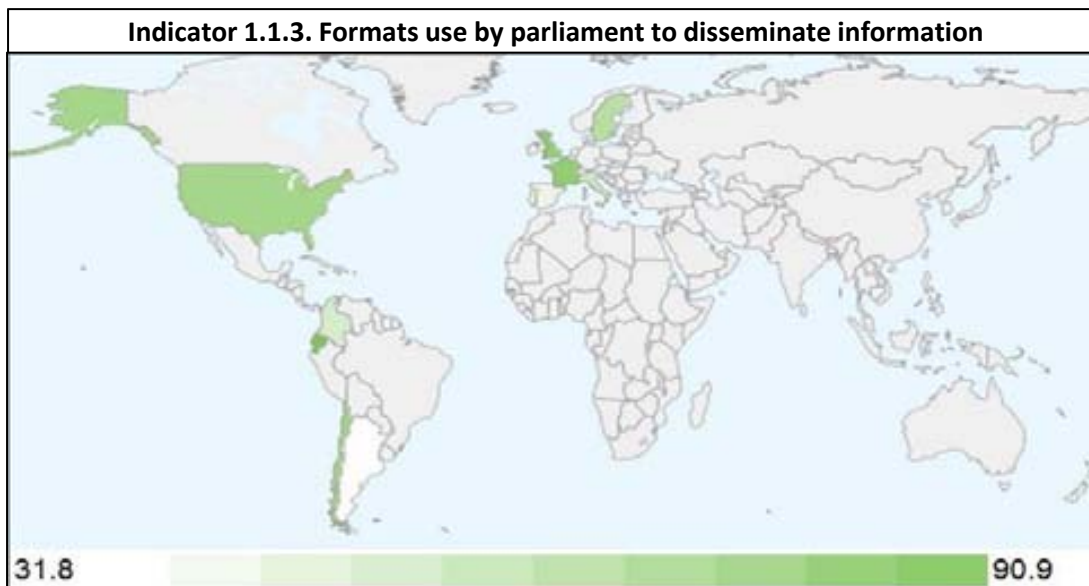 Indicator 1.1.3. Formats use by parliament to disseminate information
31.8 90.9